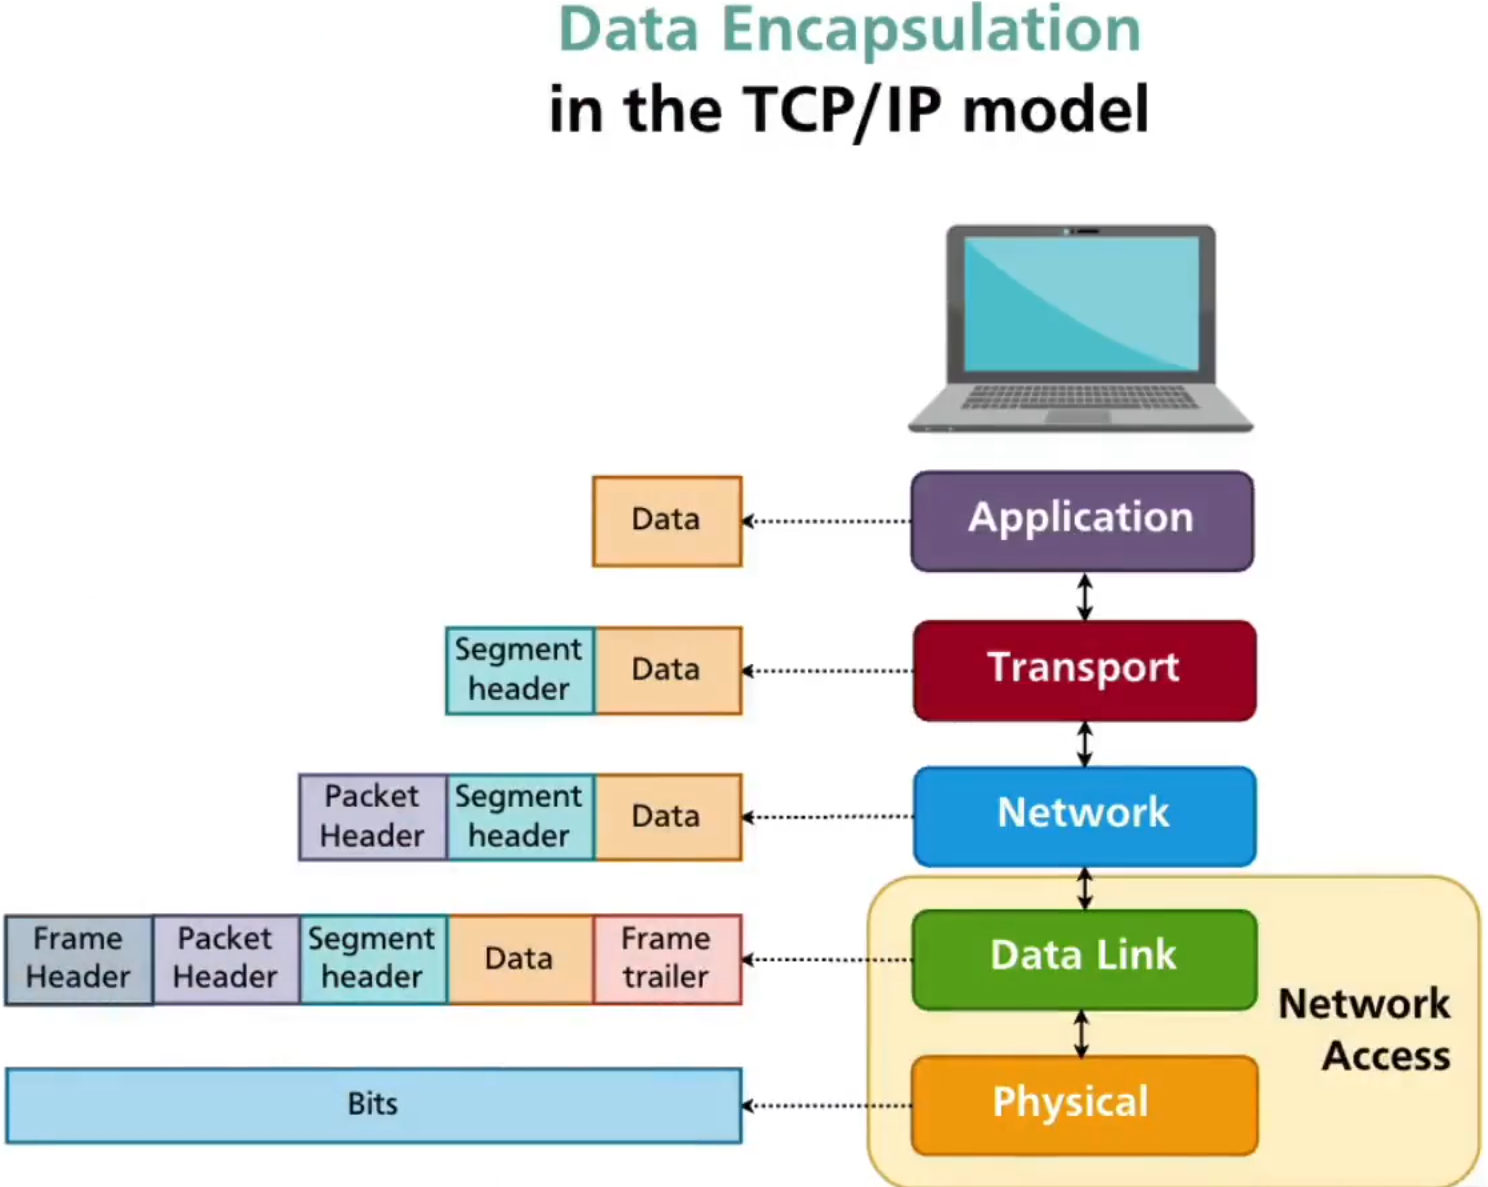 Data Encapsulation
in the TCP/IP model
Data
Application
Segment
header
Data
Transport
Packet
Header
Segment
header
Data
Network
Frame
Header
Packet
Header
Segment
header
Data
Frame
trailer
Data Link
Network
Access
Bits
Physical